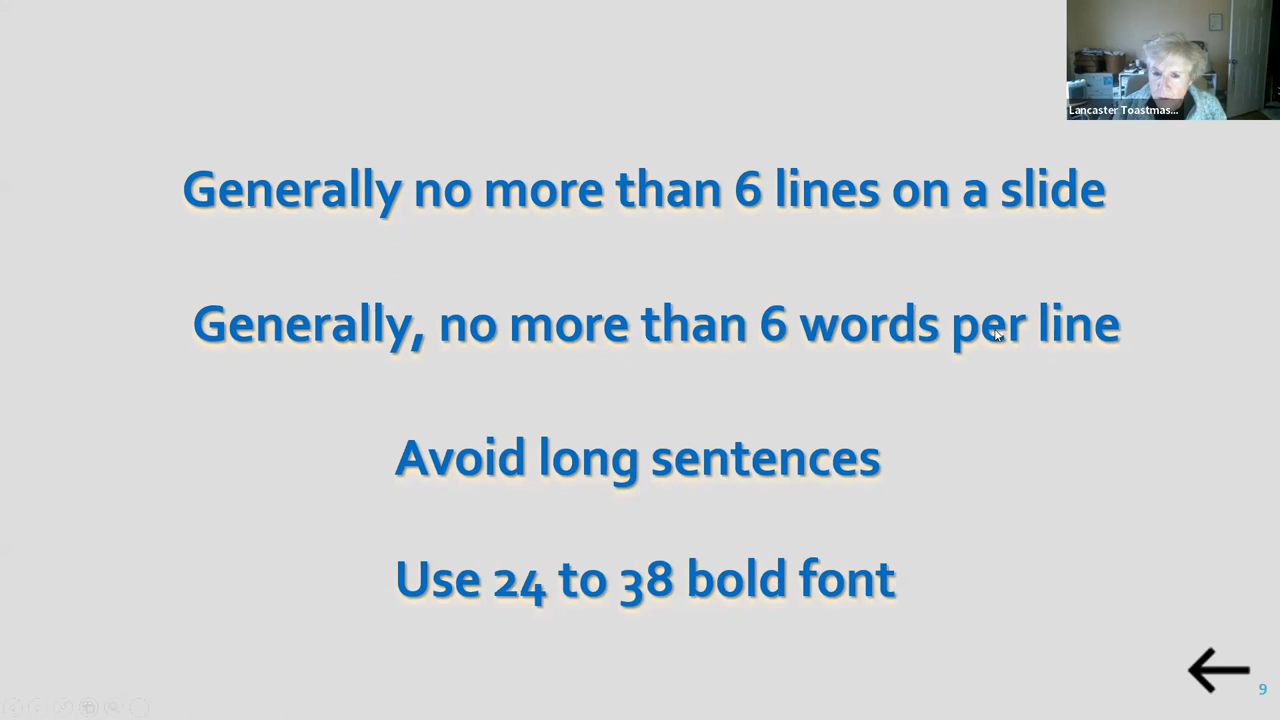 Lancaster Toastmas...
Generally no more than 6 lines on a slide
Generally, no more than 6 words per line
Avoid long sentences
Use 24 to 38 bold font
9